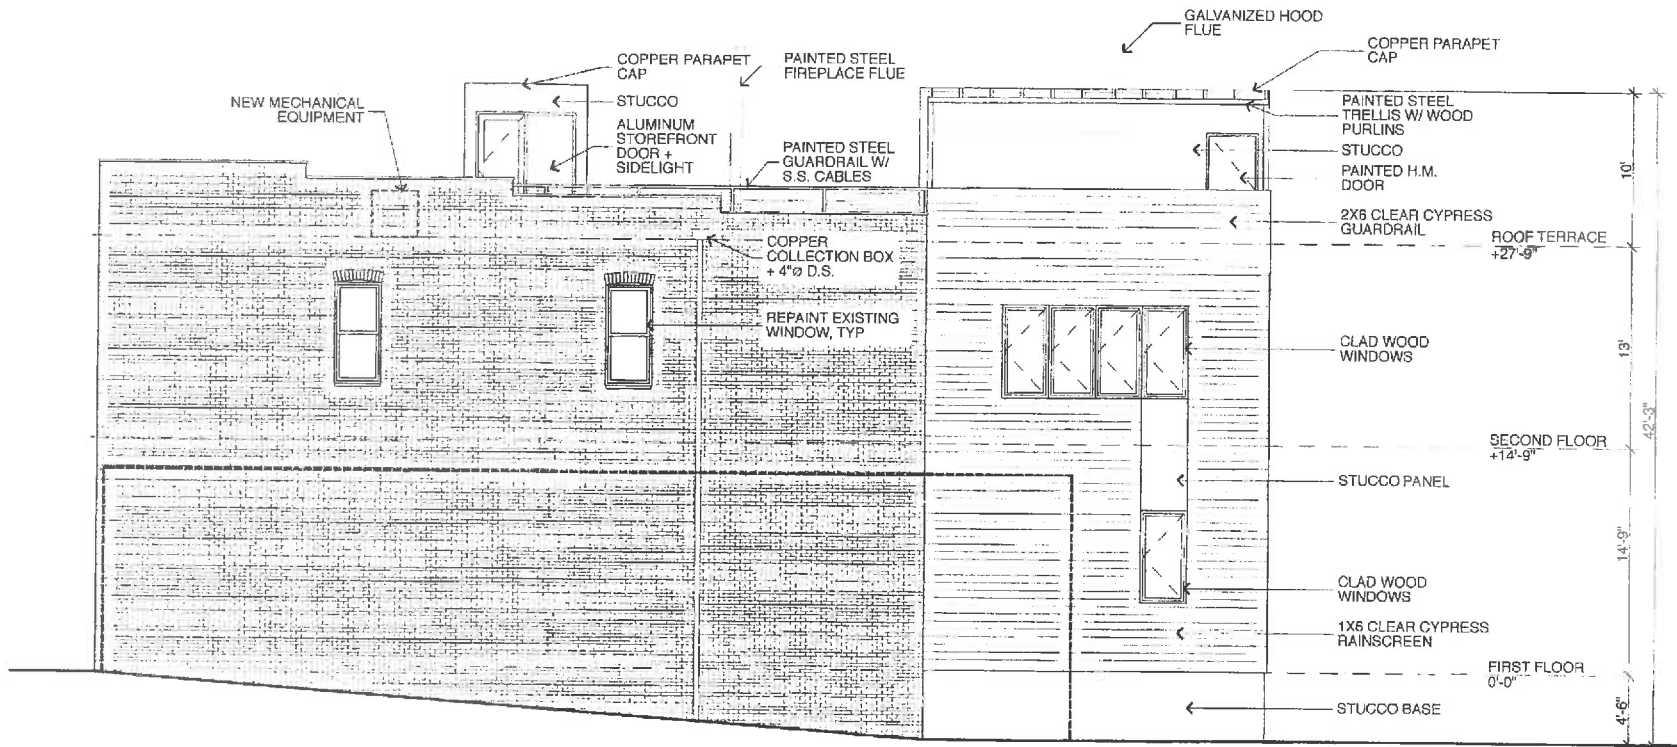 GALVANIZED HOOD
FLUE
COPPER PARAPET
CAP
PAINTED STEEL
FIREPLACE FLUE
COPPER PARAPET
CAP
NEW MECHANICAL
EQUIPMENT
STUCCO
ALUMINUM
STOREFRONT
DOOR +
SIDELIGHT
PAINTED STEEL
GUARDRAIL W/
S.S. CABLES
PAINTED STEEL
TRELLIS W/ WOOD
PURLINS
STUCCO
PAINTED H.M.
DOOR
2X6 CLEAR CYPRESS
GUARDRAIL
COPPER
COLLECTION BOX
+ 4"ø D.S.
REPAINT EXISTING
WINDOW, TYP
ROOF TERRACE
+27'-9"
CLAD WOOD
WINDOWS
SECOND FLOOR
+14'-9"
STUCCO PANEL
CLAD WOOD
WINDOWS
1X6 CLEAR CYPRESS
RAINSCREEN
FIRST FLOOR
0'-0"
STUCCO BASE
10'
13'
14'-9"
4'-6"
42'-3"